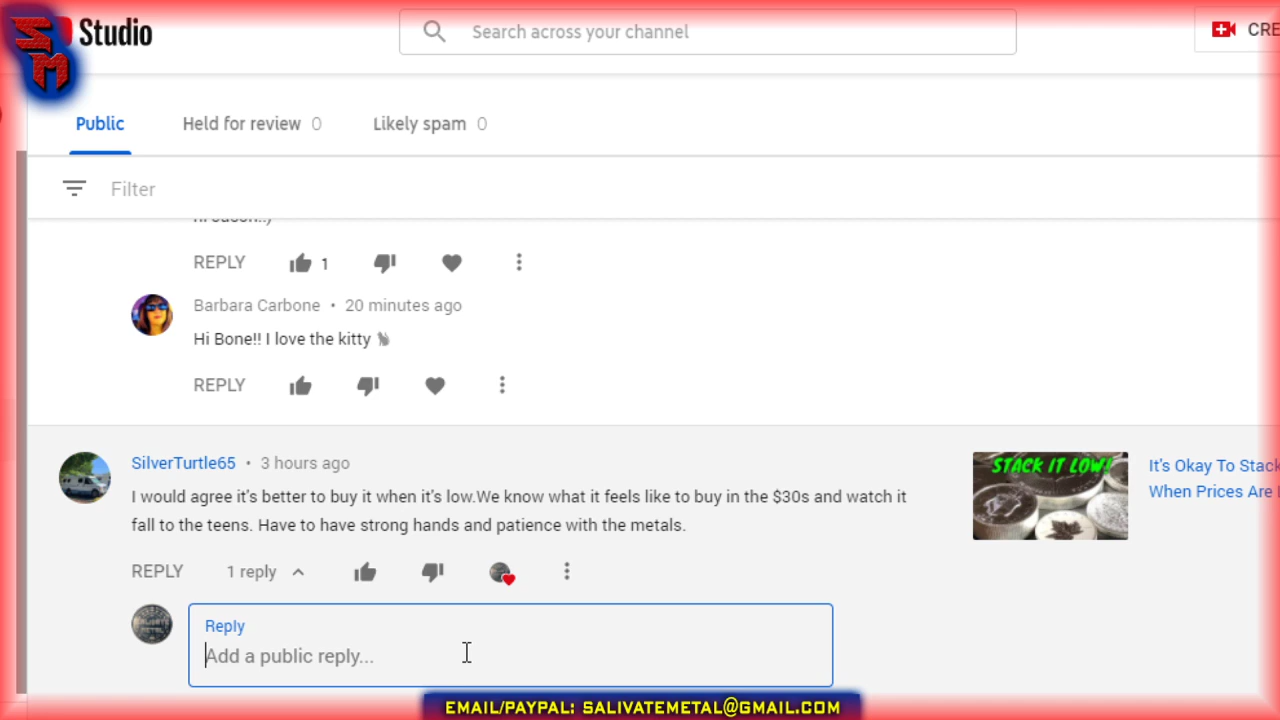 SM
Studio
Search across your channel
CRE
Public
Held for review 0
Likely spam 0
Filter
REPLY
1
Barbara Carbone • 20 minutes ago
Hi Bone!! I love the kitty 🐈
REPLY
SilverTurtle65 • 3 hours ago
I would agree it's better to buy it when it's low.We know what it feels like to buy in the $30s and watch it
fall to the teens. Have to have strong hands and patience with the metals.
STACK IT LOW!
It's Okay To Stack
When Prices Are
REPLY
1 reply
Reply
Add a public reply...
SALIVATE
METAL
EMAIL/PAYPAL: SALIVATEMETAL@GMAIL.COM